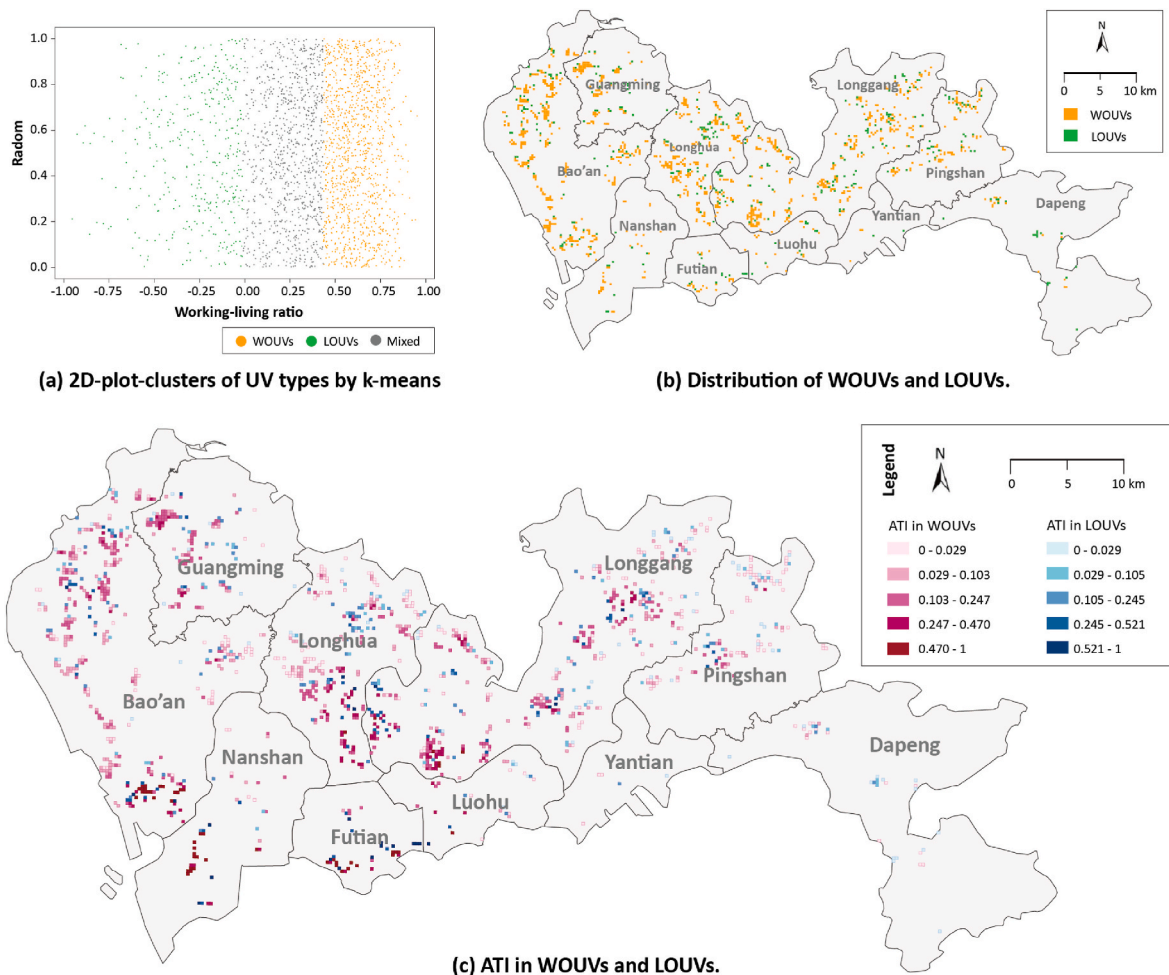 1.0
0.8
0.6
0.4
0.2
0.0
Radom
-1.00 -0.75 -0.50 -0.25 0.00 0.25 0.50 0.75 1.00
Working-living ratio
WOUVs LOUVs Mixed
(a) 2D-plot-clusters of UV types by k-means
N
0 5 10 km
WOUVs
LOUVs
Guangming
Longgang
Longhua
Bao'an
Pingshan
Dapeng
Nanshan
Yantian
Luohu
Futian
(b) Distribution of WOUVs and LOUVs.
Legend
N
0 5 10 km
ATI in WOUVs ATI in LOUVs
0 - 0.029 0 - 0.029
0.029 - 0.103 0.029 - 0.105
0.103 - 0.247 0.105 - 0.245
0.247 - 0.470 0.245 - 0.521
0.470 - 1 0.521 - 1
Guangming
Longgang
Longhua
Pingshan
Bao'an
Dapeng
Nanshan
Yantian
Luohu
Futian
(c) ATI in WOUVs and LOUVs.